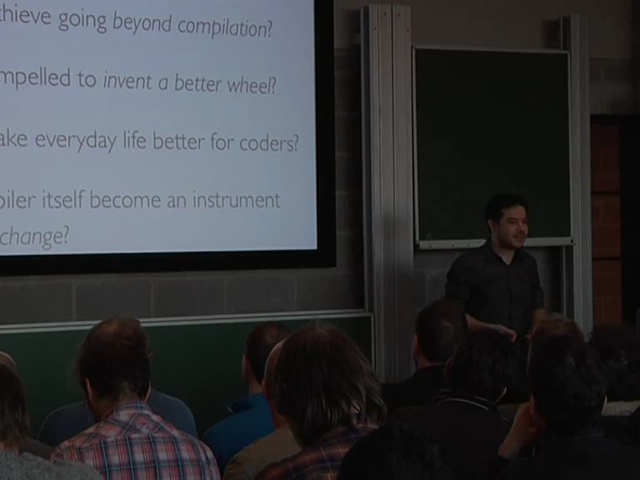 hieve going beyond compilation?
mpelled to invent a better wheel?
ake everyday life better for coders?
iler itself become an instrument
change?